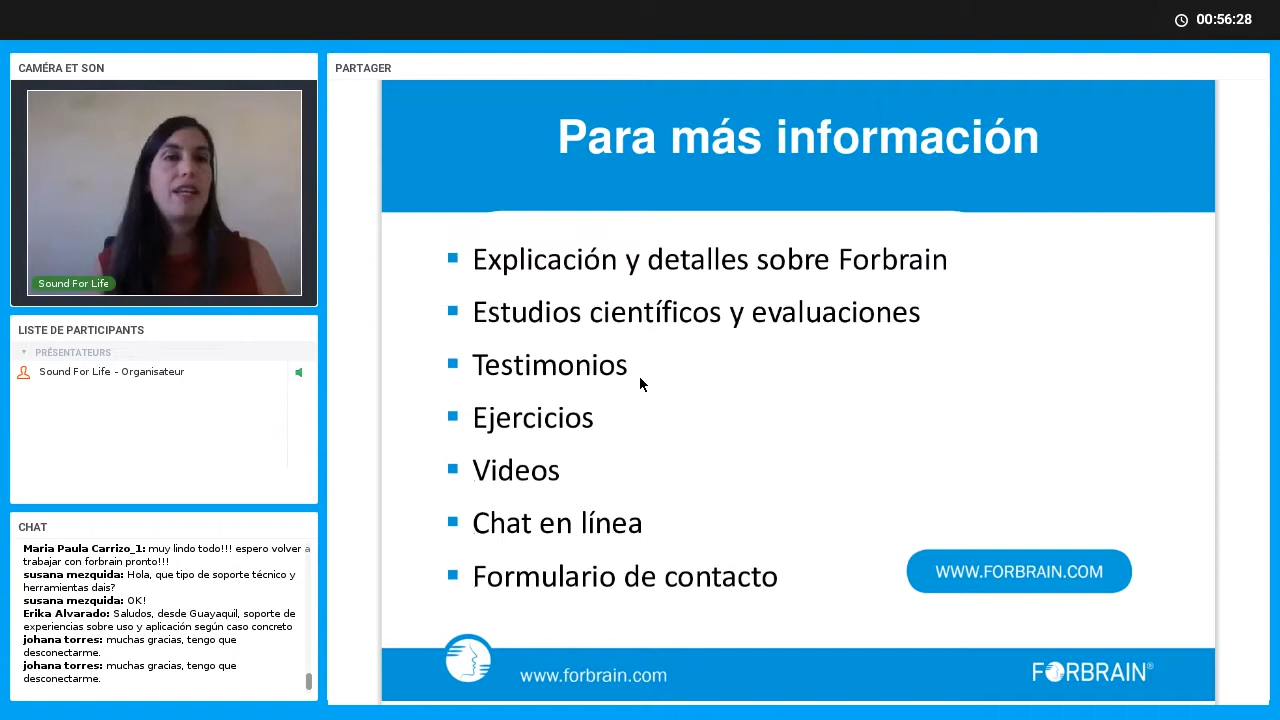 00:56:28
CAMÉRA ET SON
Sound For Life
LISTE DE PARTICIPANTS
PRÉSENTATEURS
Sound For Life - Organisateur
CHAT
Maria Paula Carrizo_1: muy lindo todo!!! espero volver a
trabajar con forbrain pronto!!!
susana mezquida: Hola, que tipo de soporte técnico y
herramientas dais?
susana mezquida: OK!
Erika Alvarado: Saludos, desde Guayaquil, soporte de
experiencias sobre uso y aplicación según caso concreto
johana torres: muchas gracias, tengo que
desconectarme.
johana torres: muchas gracias, tengo que
desconectarme.
PARTAGER
Para más información
Explicación y detalles sobre Forbrain
Estudios científicos y evaluaciones
Testimonios
Ejercicios
Videos
Chat en línea
Formulario de contacto
WWW.FORBRAIN.COM
www.forbrain.com
FORBRAIN®